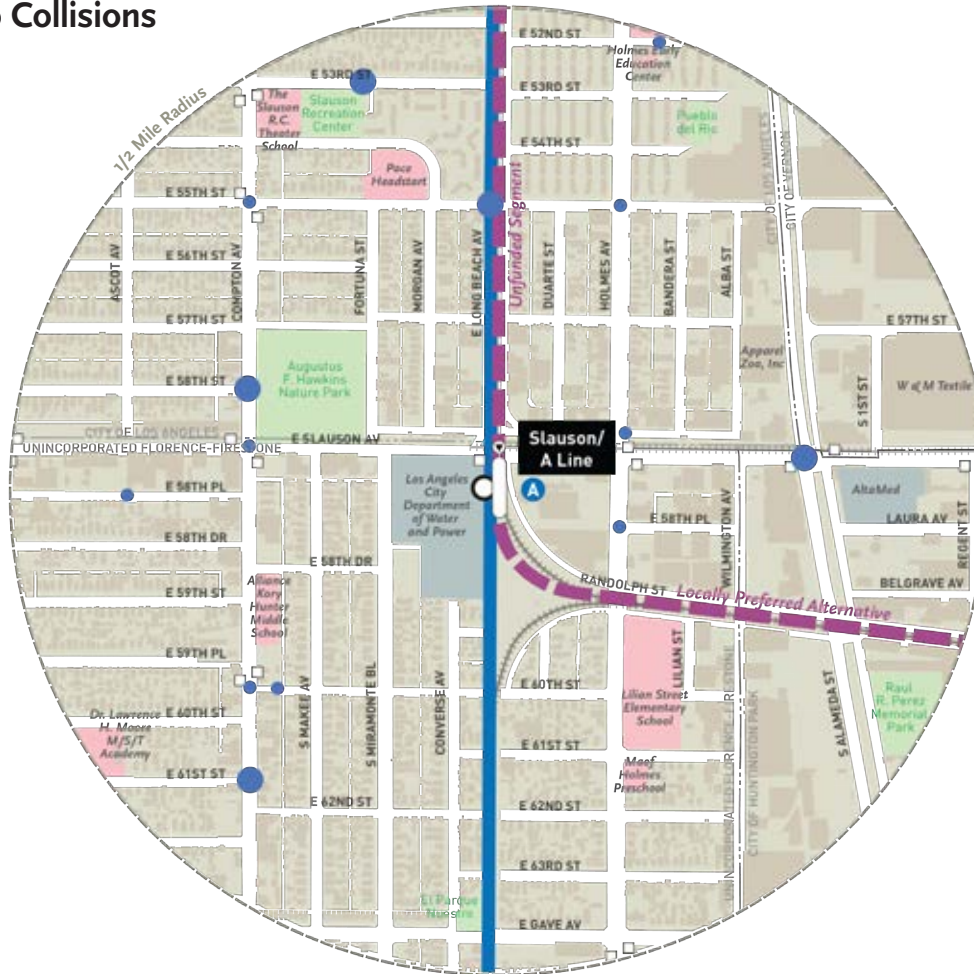 Collisions
1/2 Mile Radius
E 52ND ST
Holmes Early
Education
Center
E 53RD ST
E 53RD ST
The
Slauson
R.C.
Theater
School
Slauson
Recreation
Center
Pueblo
del Rio
E 54TH ST
Pace
Headstart
CITY OF LOS ANGELES
CITY OF VERNON
Unfunded Segment
E 55TH ST
E 56TH ST
ASCOT AV
COMPTON AV
FORTUNA ST
MORGAN AV
E LONG BEACH AV
DUARTE ST
HOLMES AV
BANDERA ST
ALBA ST
E 57TH ST
E 57TH ST
Augustus
F. Hawkins
Nature Park
E 58TH ST
Apparel
Zoo, Inc
S 1ST ST
W & M Textile
CITY OF LOS ANGELES
UNINCORPORATED FLORENCE-FIRESTONE
E SLAUSON AV
Slauson/
A Line
A
Los Angeles
City
Department
of Water
and Power
E 58TH PL
E 58TH PL
AltaMed
LAURA AV
REGENT ST
WILMINGTON AV
E 58TH DR
E 58TH DR
E 59TH ST
Alliance
Kory
Hunter
Middle
School
RANDOLPH ST
Locally Preferred Alternative
BELGRAVE AV
E 59TH PL
E 60TH ST
E 60TH ST
S MAKEE AV
S MIRAMONTE BL
CONVERSE AV
LILIAN ST
Lilian Street
Elementary
School
S ALAMEDA ST
Raul
R. Perez
Memorial
Park
Dr. Lawrence
H. Moore
M/S/T
Academy
E 61ST ST
E 61ST ST
Maof
Holmes
Preschool
UNINCORPORATED FLORENCE-FIRESTONE
CITY OF HUNTINGTON PARK
E 62ND ST
E 62ND ST
E 63RD ST
El Parque
Nuestro
E GAVE AV